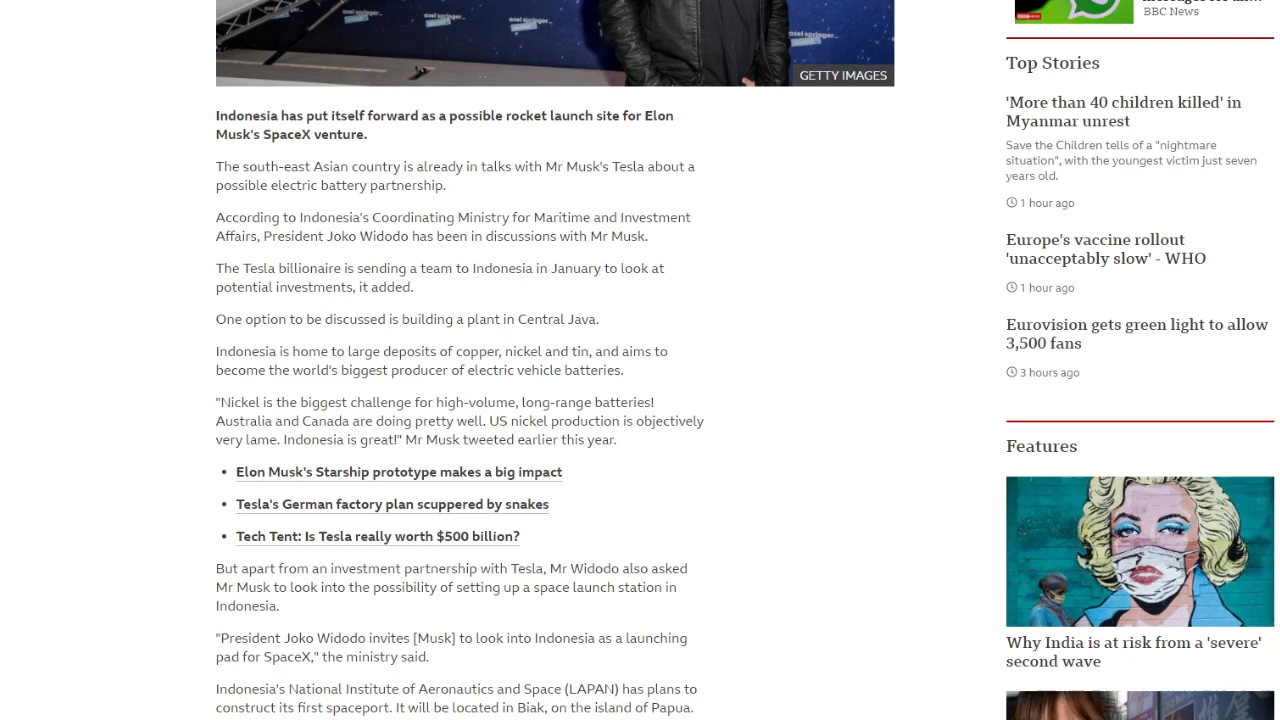 axel springer
axel springer
axel springer
axel springer
GETTY IMAGES
Indonesia has put itself forward as a possible rocket launch site for Elon
Musk's SpaceX venture.
The south-east Asian country is already in talks with Mr Musk's Tesla about a
possible electric battery partnership.
According to Indonesia's Coordinating Ministry for Maritime and Investment
Affairs, President Joko Widodo has been in discussions with Mr Musk.
The Tesla billionaire is sending a team to Indonesia in January to look at
potential investments, it added.
One option to be discussed is building a plant in Central Java.
Indonesia is home to large deposits of copper, nickel and tin, and aims to
become the world's biggest producer of electric vehicle batteries.
"Nickel is the biggest challenge for high-volume, long-range batteries!
Australia and Canada are doing pretty well. US nickel production is objectively
very lame. Indonesia is great!" Mr Musk tweeted earlier this year.
• Elon Musk's Starship prototype makes a big impact
• Tesla's German factory plan scuppered by snakes
• Tech Tent: Is Tesla really worth $500 billion?
But apart from an investment partnership with Tesla, Mr Widodo also asked
Mr Musk to look into the possibility of setting up a space launch station in
Indonesia.
"President Joko Widodo invites [Musk] to look into Indonesia as a launching
pad for SpaceX," the ministry said.
Indonesia's National Institute of Aeronautics and Space (LAPAN) has plans to
construct its first spaceport. It will be located in Biak, on the island of Papua.
BBC News
Top Stories
'More than 40 children killed' in
Myanmar unrest
Save the Children tells of a "nightmare
situation", with the youngest victim just seven
years old.
1 hour ago
Europe's vaccine rollout
'unacceptably slow' - WHO
1 hour ago
Eurovision gets green light to allow
3,500 fans
3 hours ago
Features
Why India is at risk from a 'severe'
second wave